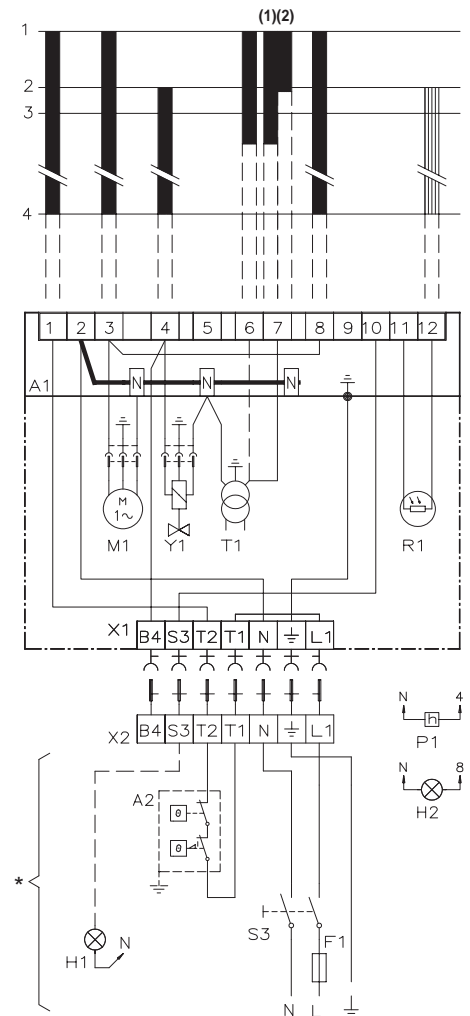 (1)(2)
1
2
3
4
1 2 3 4 5 6 7 8 9 10 11 12
A1
N N N
M
1~
M1 Y1 T1 R1
X1 B4 S3 T2 T1 N L1
X2 B4 S3 T2 T1 N L1
N 4
h
P1
N 8
H2
A2
θ
θ
*
S3
F1
H1
N
N L